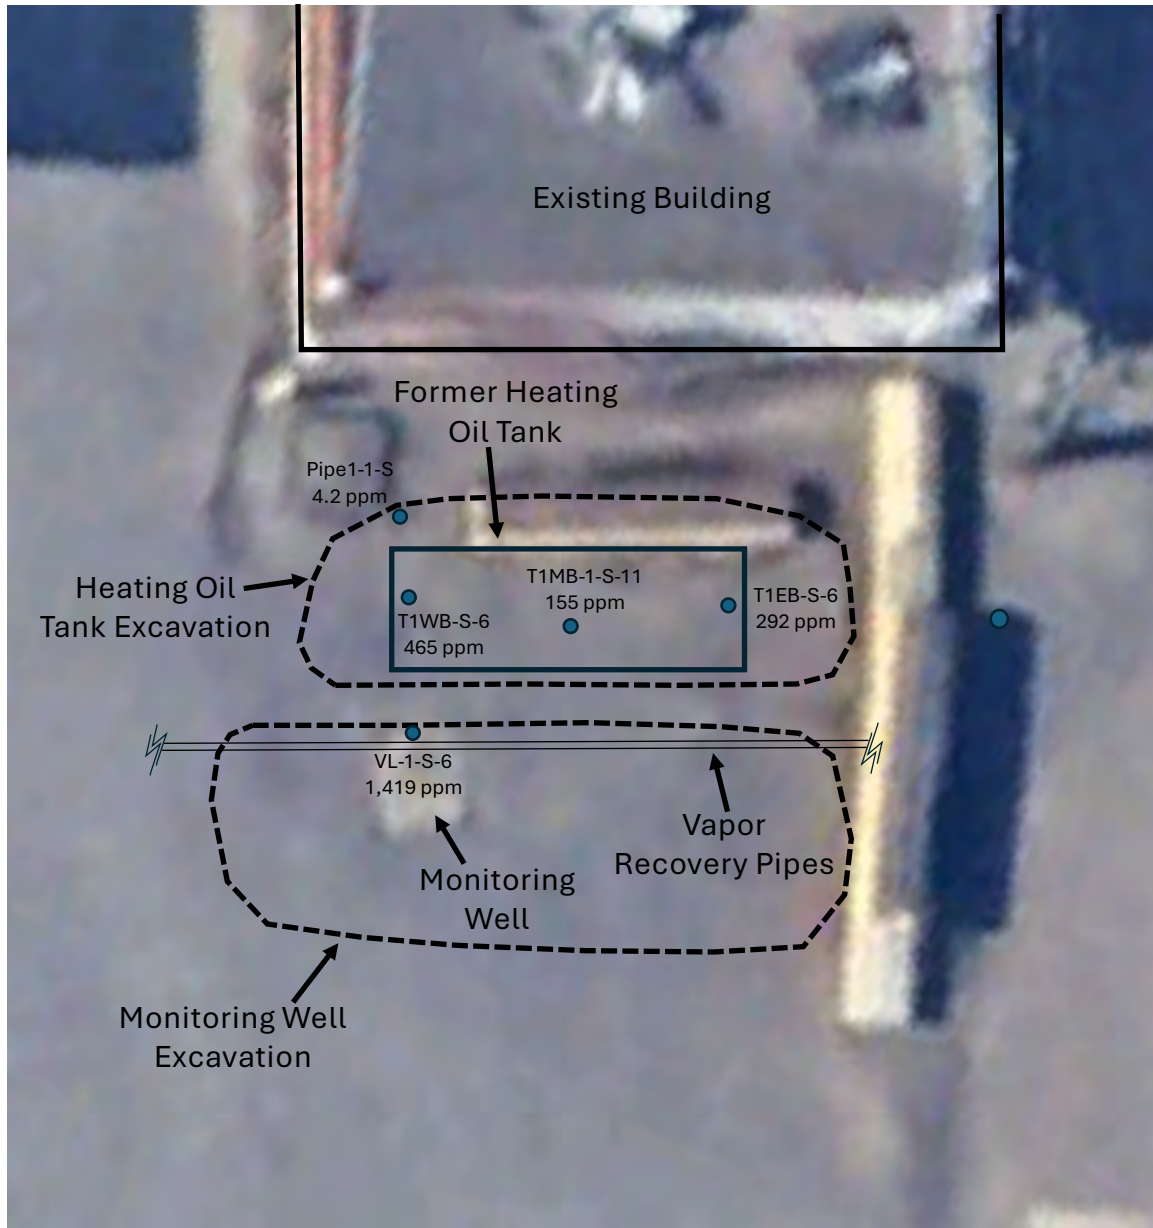 Existing Building
Former Heating
Oil Tank
Pipe1-1-S
4.2 ppm
Heating Oil
Tank Excavation
T1MB-1-S-11
155 ppm
T1EB-S-6
292 ppm
T1WB-S-6
465 ppm
VL-1-S-6
1,419 ppm
Vapor
Recovery Pipes
Monitoring
Well
Monitoring Well
Excavation